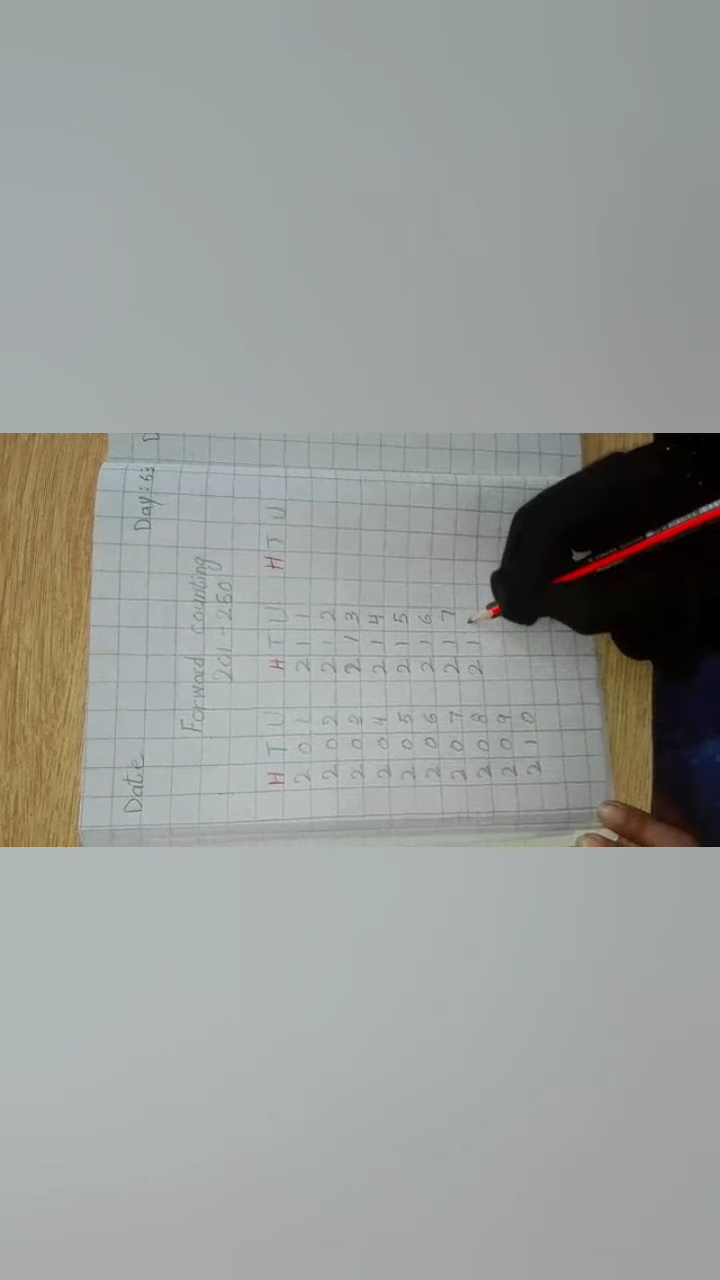 Date Day:
Forward counting
201 - 250
H T U H T U H T U
2 0 1 2 1 1
2 0 2 2 1 2
2 0 3 2 1 3
2 0 4 2 1 4
2 0 5 2 1 5
2 0 6 2 1 6
2 0 7 2 1 7
2 0 8 2 1
2 0 9
2 1 0